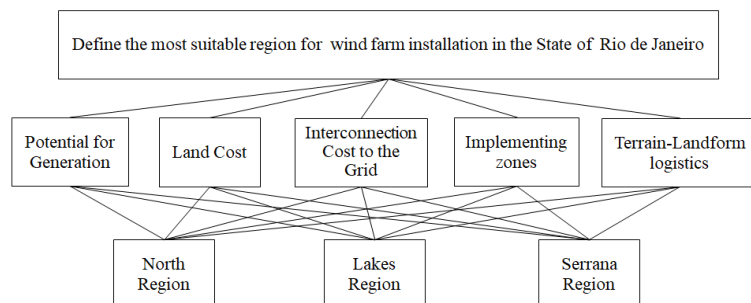 Define the most suitable region for wind farm installation in the State of Rio de Janeiro
Potential for
Generation
Land Cost
Interconnection
Cost to the
Grid
Implementing
zones
Terrain-Landform
logistics
North
Region
Lakes
Region
Serrana
Region